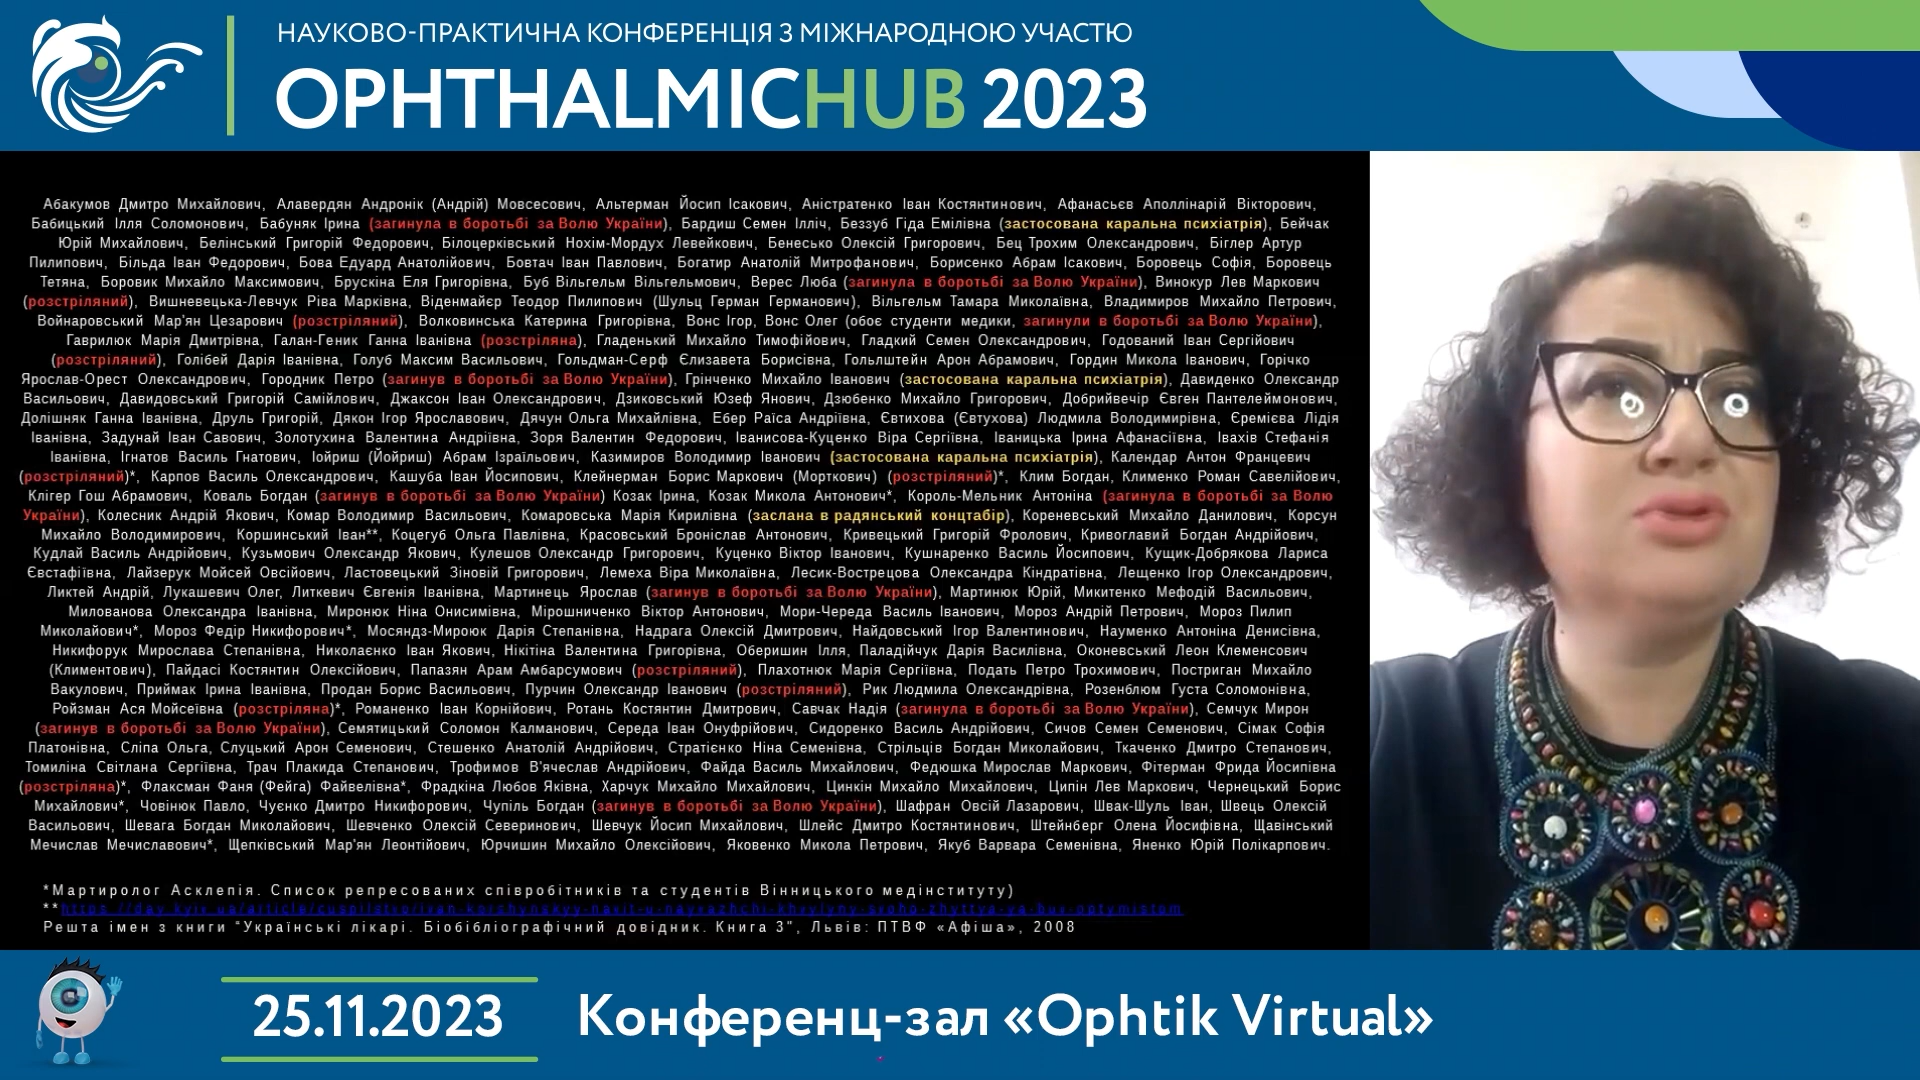 НАУКОВО-ПРАКТИЧНА КОНФЕРЕНЦІЯ З МІЖНАРОДНОЮ УЧАСТЮ
OPHTHALMICHUB 2023
Абакумов Дмитро Михайлович, Алавердян Андронік (Андрій) Мовсесович, Альтерман Йосип Ісакович, Аністратенко Іван Костянтинович, Афанасьєв Аполлінарій Вікторович,
Бабицький Ілля Соломонович, Бабуняк Ірина (загинула в боротьбі за Волю України), Бардиш Семен Ілліч, Беззуб Гіда Емілівна (застосована каральна психіатрія), Бейчак
Юрій Михайлович, Белінський Григорій Федорович, Білоцерківський Нохім-Мордух Левейкович, Бенесько Олексій Григорович, Бец Трохим Олександрович, Біглер Артур
Пилипович, Більда Іван Федорович, Бова Едуард Анатолійович, Бовтач Іван Павлович, Богатир Анатолій Митрофанович, Борисенко Абрам Ісакович, Боровець Софія, Боровець
Тетяна, Боровик Михайло Максимович, Брускіна Еля Григорівна, Буб Вільгельм Вільгельмович, Верес Люба (загинула в боротьбі за Волю України), Винокур Лев Маркович
(розстріляний), Вишневецька-Левчук Ріва Марківна, Віденмайєр Теодор Пилипович (Шульц Герман Германович), Вільгельм Тамара Миколаївна, Владимиров Михайло Петрович,
Войнаровський Мар'ян Цезарович (розстріляний), Волковинська Катерина Григорівна, Вонс Ігор, Вонс Олег (обоє студенти медики, загинули в боротьбі за Волю України),
Гаврилюк Марія Дмитрівна, Галан-Геник Ганна Іванівна (розстріляна), Гладенький Михайло Тимофійович, Гладкий Семен Олександрович, Годований Іван Сергійович
(розстріляний), Голібей Дарія Іванівна, Голуб Максим Васильович, Гольдман-Серф Єлизавета Борисівна, Гольлштейн Арон Абрамович, Гордин Микола Іванович, Горічко
Ярослав-Орест Олександрович, Городник Петро (загинув в боротьбі за Волю України), Грінченко Михайло Іванович (застосована каральна психіатрія), Давиденко Олександр
Васильович, Давидовський Григорій Самійлович, Джаксон Іван Олександрович, Дзиковський Юзеф Янович, Дзюбенко Михайло Григорович, Добрийвечір Євген Пантелеймонович,
Долішняк Ганна Іванівна, Друль Григорій, Дякон Ігор Ярославович, Дячун Ольга Михайлівна, Ебер Раїса Андріївна, Євтихова (Євтухова) Людмила Володимирівна, Єремієва Лідія
Іванівна, Задунай Іван Савович, Золотухина Валентина Андріївна, Зоря Валентин Федорович, Іванисова-Куценко Віра Сергіївна, Іваницька Ірина Афанасіївна, Івахів Стефанія
Іванівна, Ігнатов Василь Гнатович, Іойриш (Йойриш) Абрам Ізраїльович, Казимиров Володимир Іванович (застосована каральна психіатрія), Календар Антон Францевич
(розстріляний)*, Карпов Василь Олександрович, Кашуба Іван Йосипович, Клейнерман Борис Маркович (Морткович) (розстріляний)*, Клим Богдан, Клименко Роман Савелійович,
Клігер Гош Абрамович, Коваль Богдан (загинув в боротьбі за Волю України) Козак Ірина, Козак Микола Антонович*, Король-Мельник Антоніна (загинула в боротьбі за Волю
України), Колесник Андрій Якович, Комар Володимир Васильович, Комаровська Марія Кирилівна (заслана в радянський концтабір), Кореневський Михайло Данилович, Корсун
Михайло Володимирович, Коршинський Іван**, Коцегуб Ольга Павлівна, Красовський Броніслав Антонович, Кривецький Григорій Фролович, Кривоглавий Богдан Андрійович,
Кудлай Василь Андрійович, Кузьмович Олександр Якович, Кулешов Олександр Григорович, Куценко Віктор Іванович, Кушнаренко Василь Йосипович, Кущик-Добрякова Лариса
Євстафіївна, Лайзерук Мойсей Овсійович, Ластовецький Зіновій Григорович, Лемеха Віра Миколаївна, Лесик-Вострецова Олександра Кіндратівна, Лещенко Ігор Олександрович,
Ликтей Андрій, Лукашевич Олег, Литкевич Євгенія Іванівна, Мартинець Ярослав (загинув в боротьбі за Волю України), Мартинюк Юрій, Микитенко Мефодій Васильович,
Милованова Олександра Іванівна, Миронюк Ніна Онисимівна, Мірошниченко Віктор Антонович, Мори-Череда Василь Іванович, Мороз Андрій Петрович, Мороз Пилип
Миколайович*, Мороз Федір Никифорович*, Мосяндз-Мироюк Дарія Степанівна, Надрага Олексій Дмитрович, Найдовський Ігор Валентинович, Науменко Антоніна Денисівна,
Никифорук Мирослава Степанівна, Николаєнко Іван Якович, Нікітіна Валентина Григорівна, Оберишин Ілля, Паладійчук Дарія Василівна, Оконевський Леон Клеменсович
(Климентович), Пайдасі Костянтин Олексійович, Папазян Арам Амбарсумович (розстріляний), Плахотнюк Марія Сергіївна, Подать Петро Трохимович, Постриган Михайло
Вакулович, Приймак Ірина Іванівна, Продан Борис Васильович, Пурчин Олександр Іванович (розстріляний), Рик Людмила Олександрівна, Розенблюм Густа Соломонівна,
Ройзман Ася Мойсеївна (розстріляна)*, Романенко Іван Корнійович, Ротань Костянтин Дмитрович, Савчак Надія (загинула в боротьбі за Волю України), Семчук Мирон
(загинув в боротьбі за Волю України), Семятицький Соломон Калманович, Середа Іван Онуфрійович, Сидоренко Василь Андрійович, Сичов Семен Семенович, Сімак Софія
Платонівна, Сліпа Ольга, Слуцький Арон Семенович, Стешенко Анатолій Андрійович, Стратієнко Ніна Семенівна, Стрільців Богдан Миколайович, Ткаченко Дмитро Степанович,
Томиліна Світлана Сергіївна, Трач Плакида Степанович, Трофимов В'ячеслав Андрійович, Файда Василь Михайлович, Федюшка Мирослав Маркович, Фітерман Фрида Йосипівна
(розстріляна)*, Флаксман Фаня (Фейга) Файвелівна*, Фрадкіна Любов Яківна, Харчук Михайло Михайлович, Цинкін Михайло Михайлович, Ципін Лев Маркович, Чернецький Борис
Михайлович*, Човінюк Павло, Чуєнко Дмитро Никифорович, Чупіль Богдан (загинув в боротьбі за Волю України), Шафран Овсій Лазарович, Швак-Шуль Іван, Швець Олексій
Васильович, Шевага Богдан Миколайович, Шевченко Олексій Северинович, Шевчук Йосип Михайлович, Шлейс Дмитро Костянтинович, Штейнберг Олена Йосифівна, Щавінський
Мечислав Мечиславович*, Щепківський Мар'ян Леонтійович, Юрчишин Михайло Олексійович, Яковенко Микола Петрович, Якуб Варвара Семенівна, Яненко Юрій Полікарпович.
*Мартиролог Асклепія. Список репресованих співробітників та студентів Вінницького медінституту)
**https://day.kyiv.ua/article/cuspilstvo/ivan-korshynskyy-navit-u-nayvazhchi-khvylyny-svoho-zhyttya-ya-buv-optymistom
Решта імен з книги "Українські лікарі. Біобібліографічний довідник. Книга 3", Львів: ПТВФ «Афіша», 2008
25.11.2023
Конференц-зал «Ophtik Virtual»